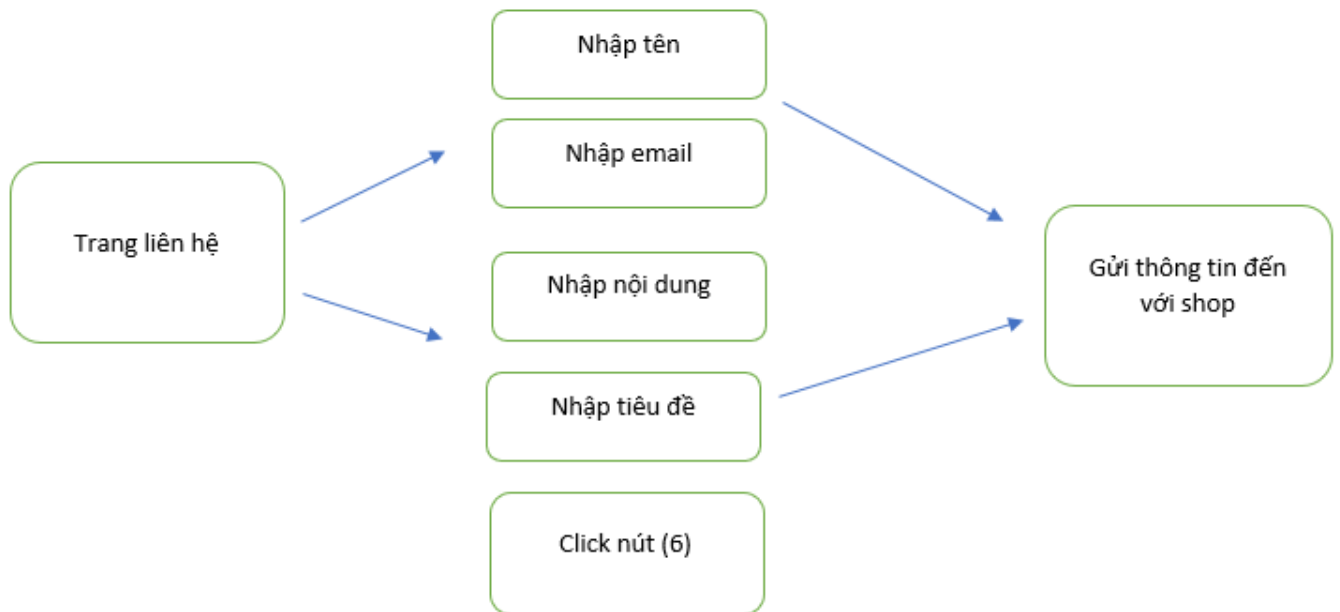 Trang liên hệ
Nhập tên
Nhập email
Nhập nội dung
Nhập tiêu đề
Click nút (6)
Gửi thông tin đến
với shop